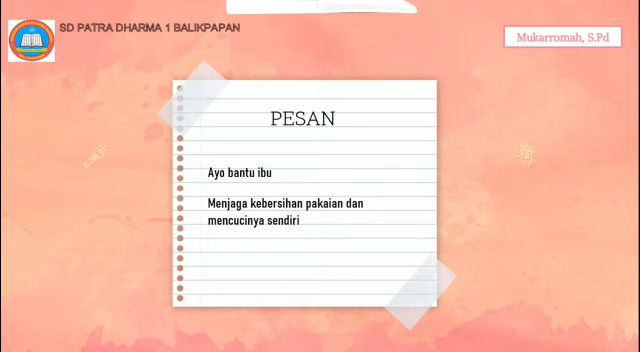 SD PATRA DHARMA 1 BALIKPAPAN
Mukarromah, S.Pd
PESAN
Ayo bantu ibu
Menjaga kebersihan pakaian dan
mencucinya sendiri